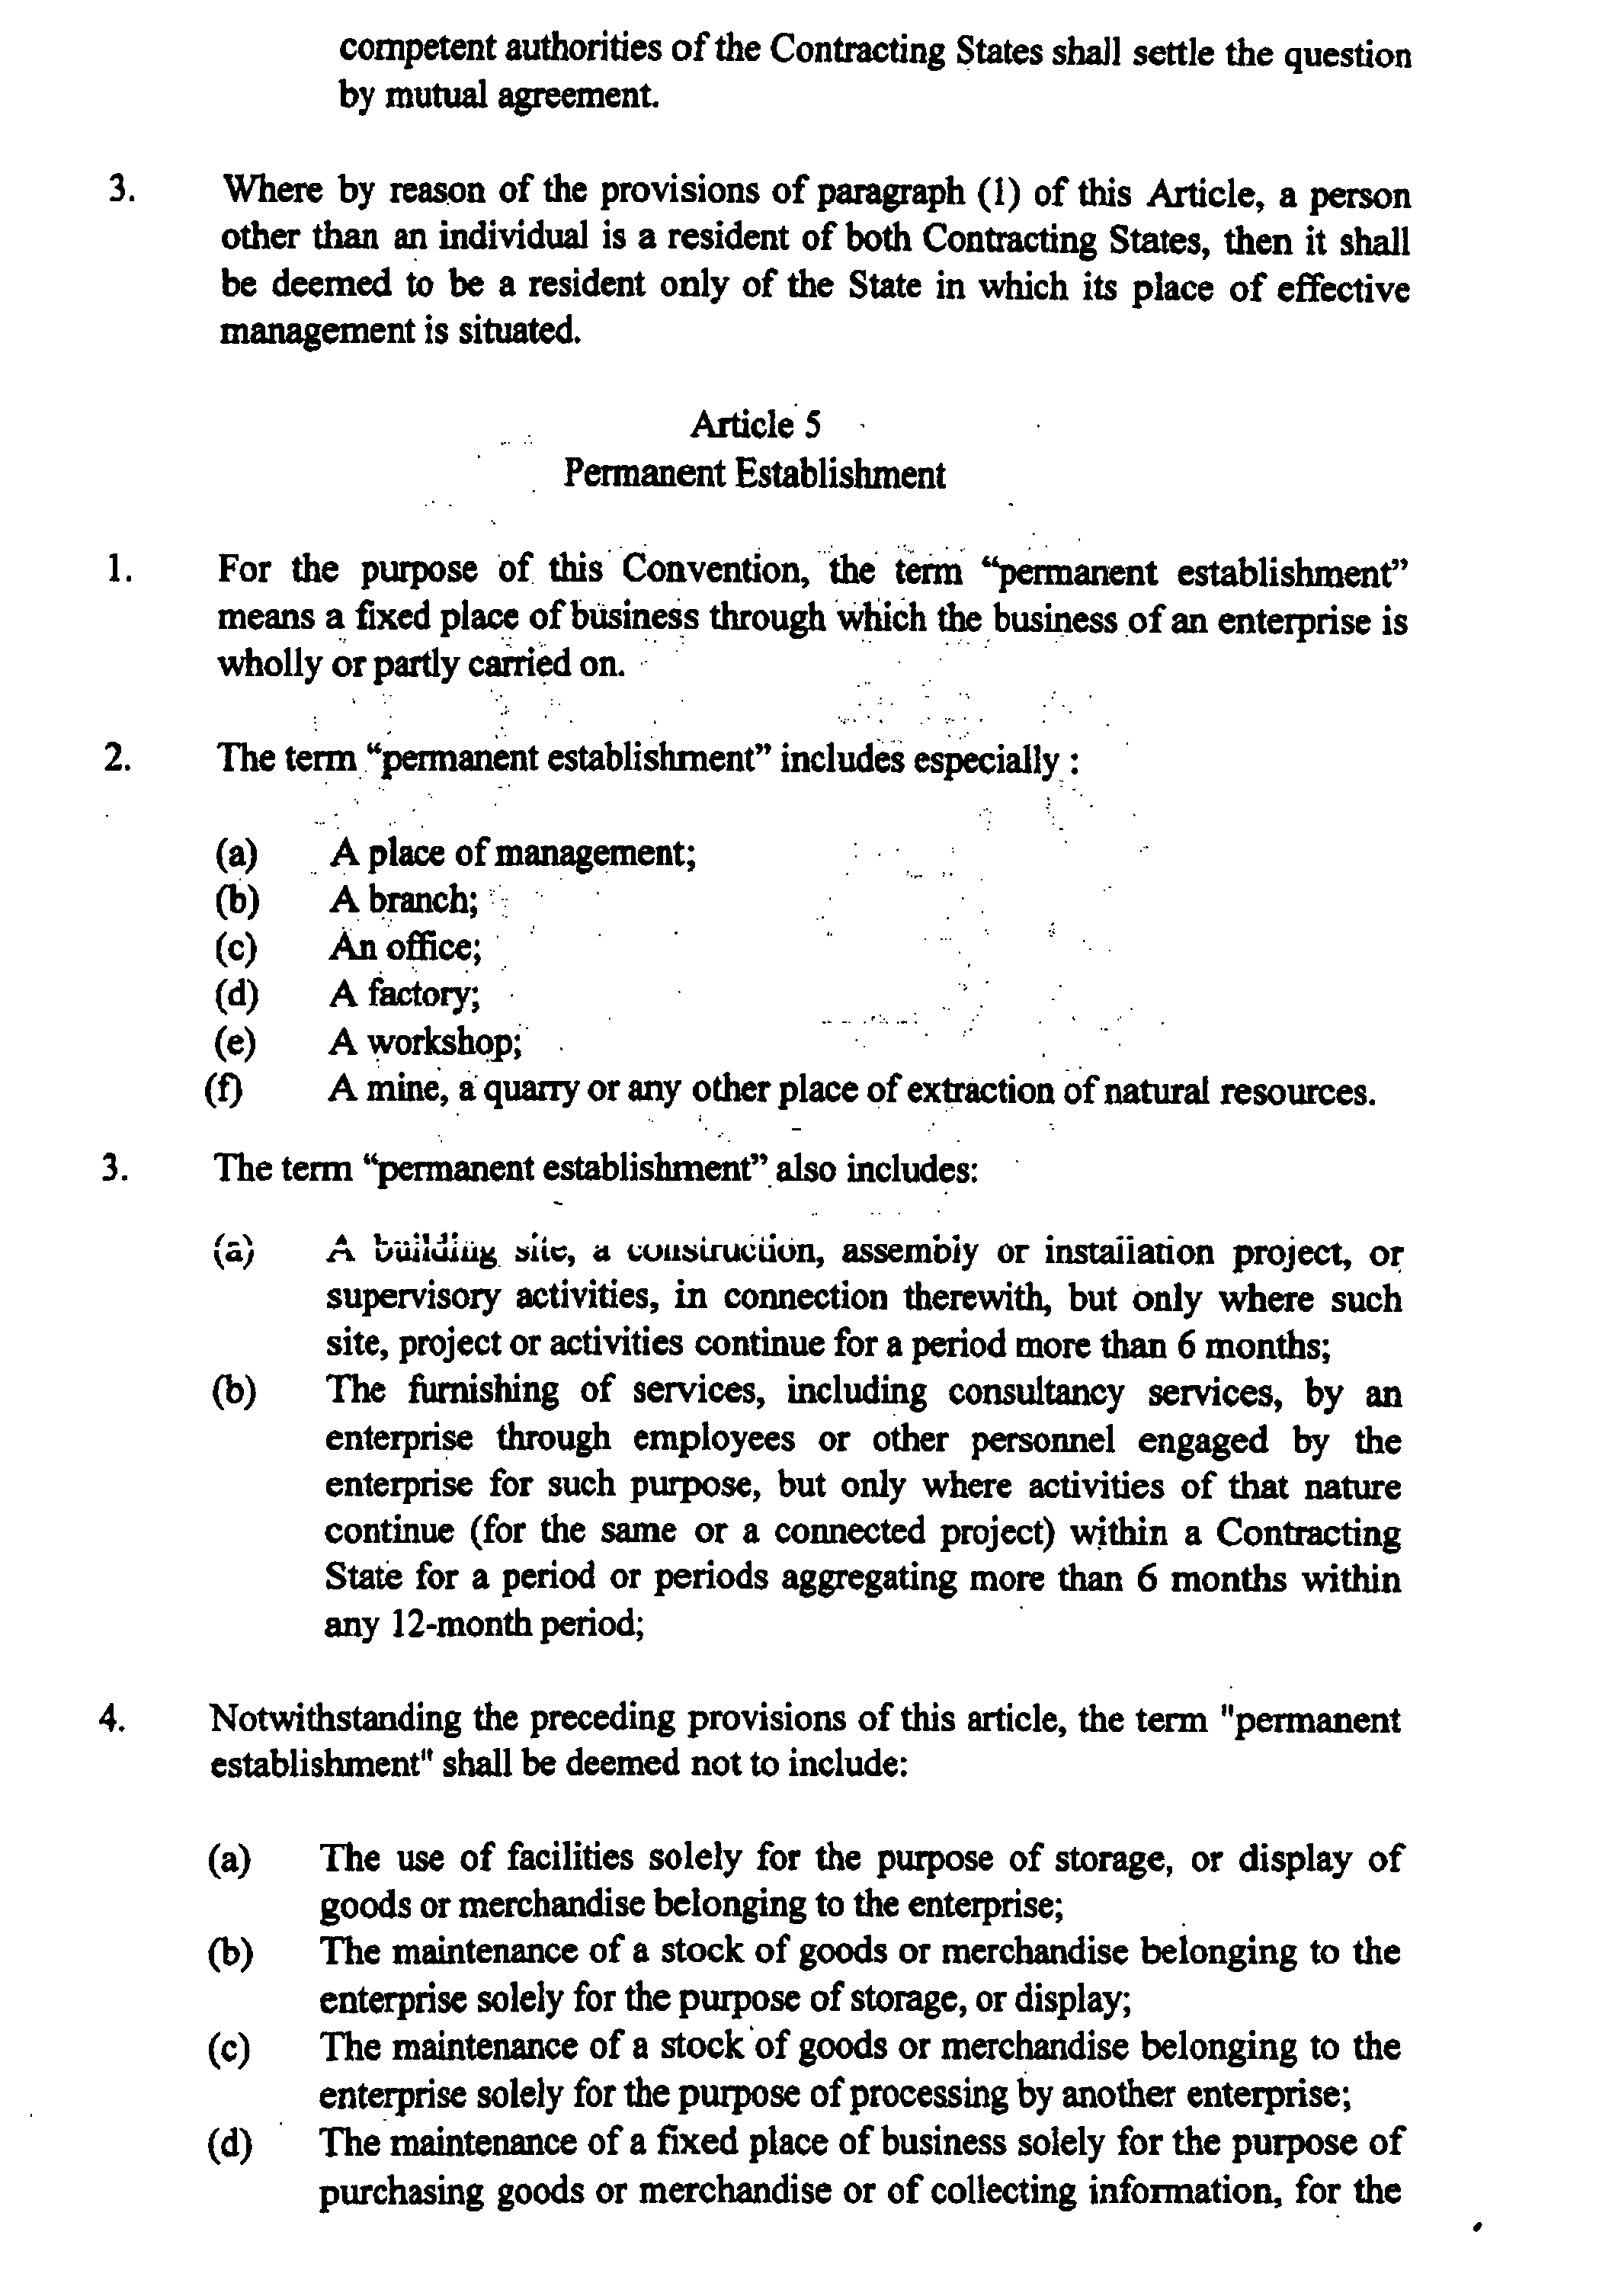 competent authorities of the Contracting States shall settle the question
by mutual agreement.
3. Where by reason of the provisions of paragraph (1) of this Article, a person
other than an individual is a resident of both Contracting States, then it shall
be deemed to be a resident only of the State in which its place of effective
management is situated.
Article 5
Permanent Establishment
1. For the purpose of this Convention, the term “permanent establishment”
means a fixed place of business through which the business of an enterprise is
wholly or partly carried on.
2. The term “permanent establishment” includes especially :
(a) A place of management;
(b) A branch;
(c) An office;
(d) A factory;
(e) A workshop;
(f) A mine, a quarry or any other place of extraction of natural resources.
3. The term “permanent establishment” also includes:
(a) A building site, a construction, assembly or installation project, or
supervisory activities, in connection therewith, but only where such
site, project or activities continue for a period more than 6 months;
(b) The furnishing of services, including consultancy services, by an
enterprise through employees or other personnel engaged by the
enterprise for such purpose, but only where activities of that nature
continue (for the same or a connected project) within a Contracting
State for a period or periods aggregating more than 6 months within
any 12-month period;
4. Notwithstanding the preceding provisions of this article, the term "permanent
establishment" shall be deemed not to include:
(a) The use of facilities solely for the purpose of storage, or display of
goods or merchandise belonging to the enterprise;
(b) The maintenance of a stock of goods or merchandise belonging to the
enterprise solely for the purpose of storage, or display;
(c) The maintenance of a stock of goods or merchandise belonging to the
enterprise solely for the purpose of processing by another enterprise;
(d) The maintenance of a fixed place of business solely for the purpose of
purchasing goods or merchandise or of collecting information, for the